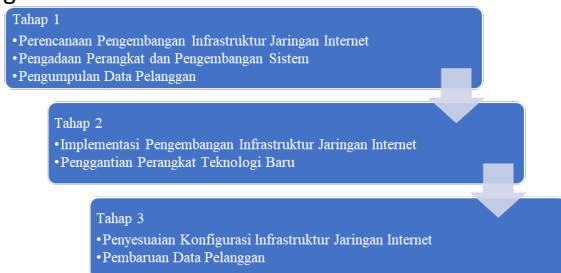 Tahap 1
•Perencanaan Pengembangan Infrastruktur Jaringan Internet
•Pengadaan Perangkat dan Pengembangan Sistem
•Pengumpulan Data Pelanggan
Tahap 2
•Implementasi Pengembangan Infrastruktur Jaringan Internet
•Penggantian Perangkat Teknologi Baru
Tahap 3
•Penyesuaian Konfigurasi Infrastruktur Jaringan Internet
•Pembaruan Data Pelanggan